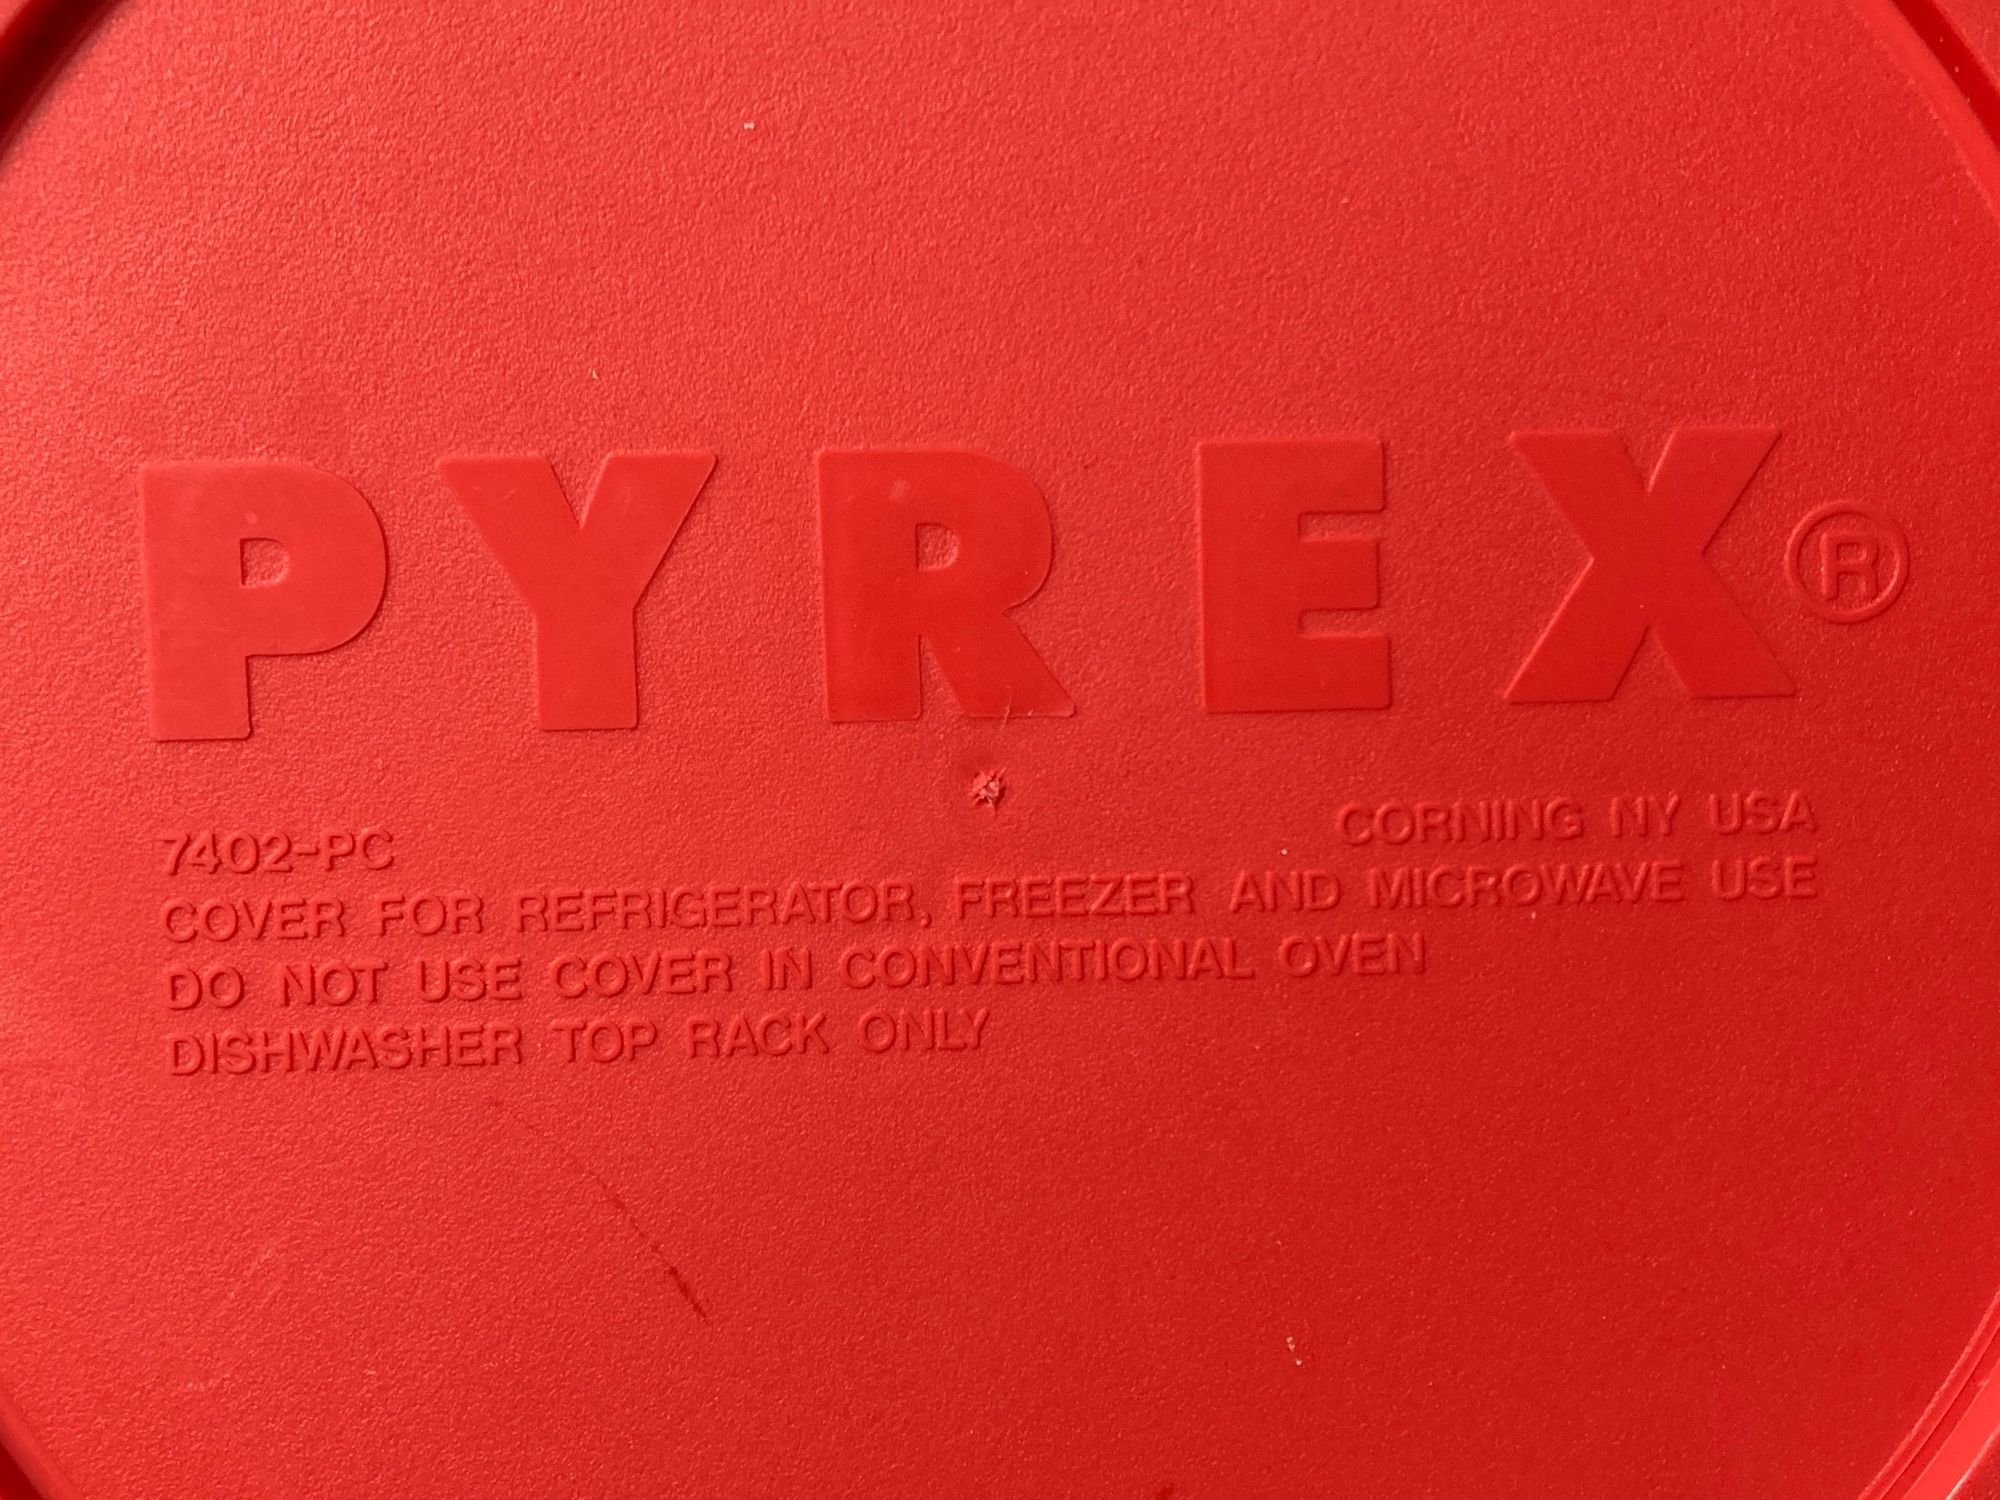 PYREX®
7402-PC CORNING NY USA
COVER FOR REFRIGERATOR, FREEZER AND MICROWAVE USE
DO NOT USE COVER IN CONVENTIONAL OVEN
DISHWASHER TOP RACK ONLY